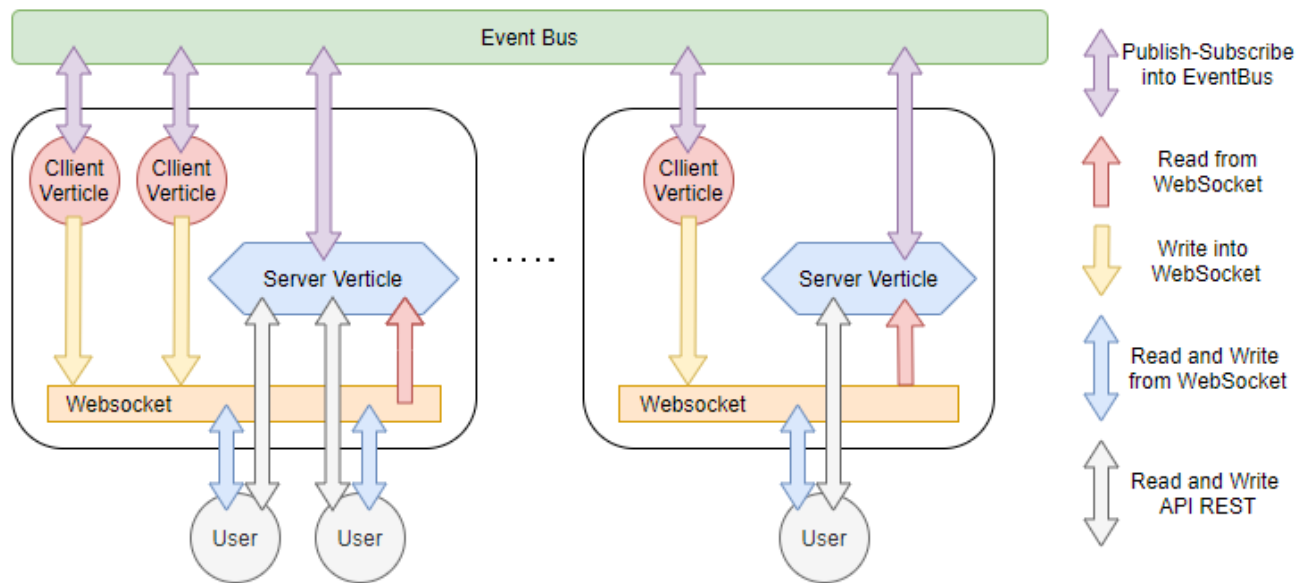 Event Bus
Cllient
Verticle
Cllient
Verticle
Server Verticle
Websocket
User
User
.....
Cllient
Verticle
Server Verticle
Websocket
User
Publish-Subscribe
into EventBus
Read from
WebSocket
Write into
WebSocket
Read and Write
from WebSocket
Read and Write
API REST